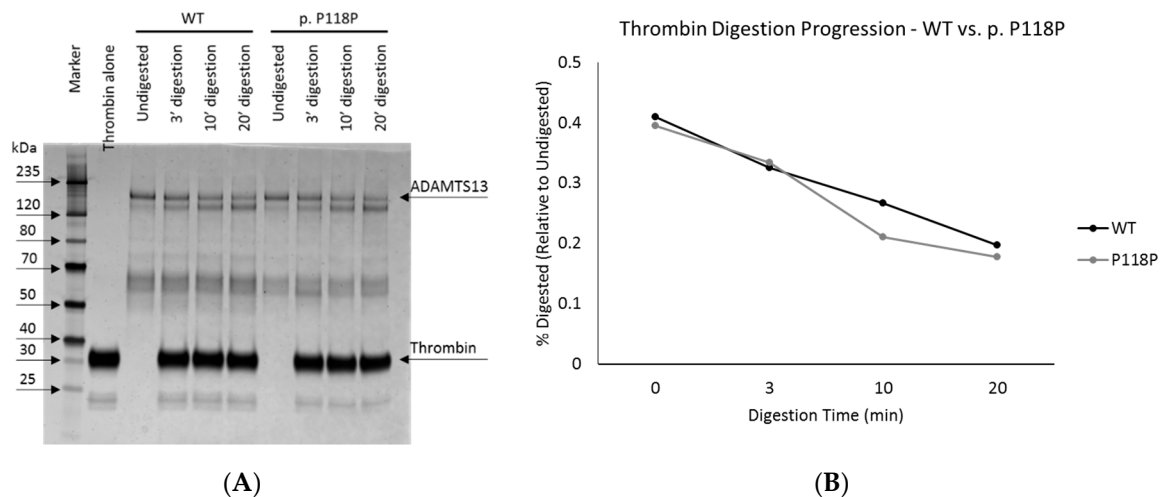 WT
p. P118P
Marker
Thrombin alone
Undigested
3' digestion
10' digestion
20' digestion
Undigested
3' digestion
10' digestion
20' digestion
kDa
235
120
80
70
50
40
30
25
ADAMTS13
Thrombin
(A)
Thrombin Digestion Progression - WT vs. p. P118P
% Digested (Relative to Undigested)
0.5
0.4
0.3
0.2
0.1
0
0 3 10 20
Digestion Time (min)
WT
P118P
(B)